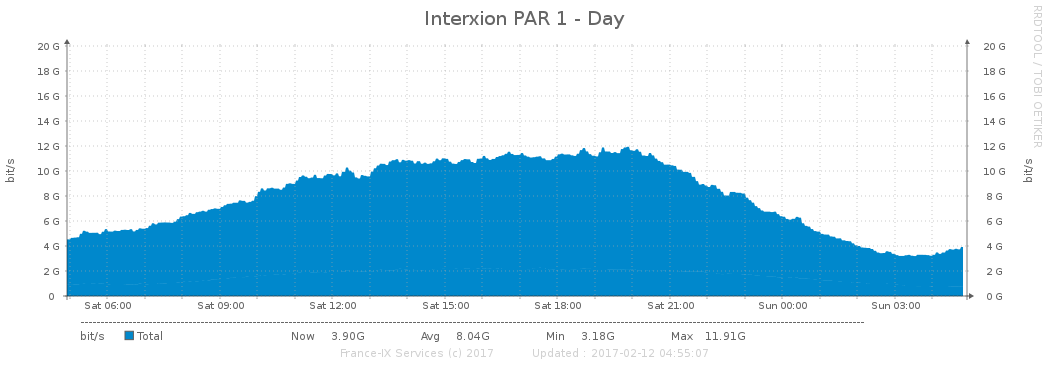 Interxion PAR 1 - Day
RRDTOOL / TOBI OETIKER
20 G 20 G
18 G 18 G
16 G 16 G
14 G 14 G
12 G 12 G
10 G 10 G
8 G 8 G
6 G 6 G
4 G 4 G
2 G 2 G
0 0 G
bit/s
bit/s
Sat 06:00 Sat 09:00 Sat 12:00 Sat 15:00 Sat 18:00 Sat 21:00 Sun 00:00 Sun 03:00
bit/s Total Now 3.90G Avg 8.04G Min 3.18G Max 11.91G
France-IX Services (c) 2017 Updated : 2017-02-12 04:55:07